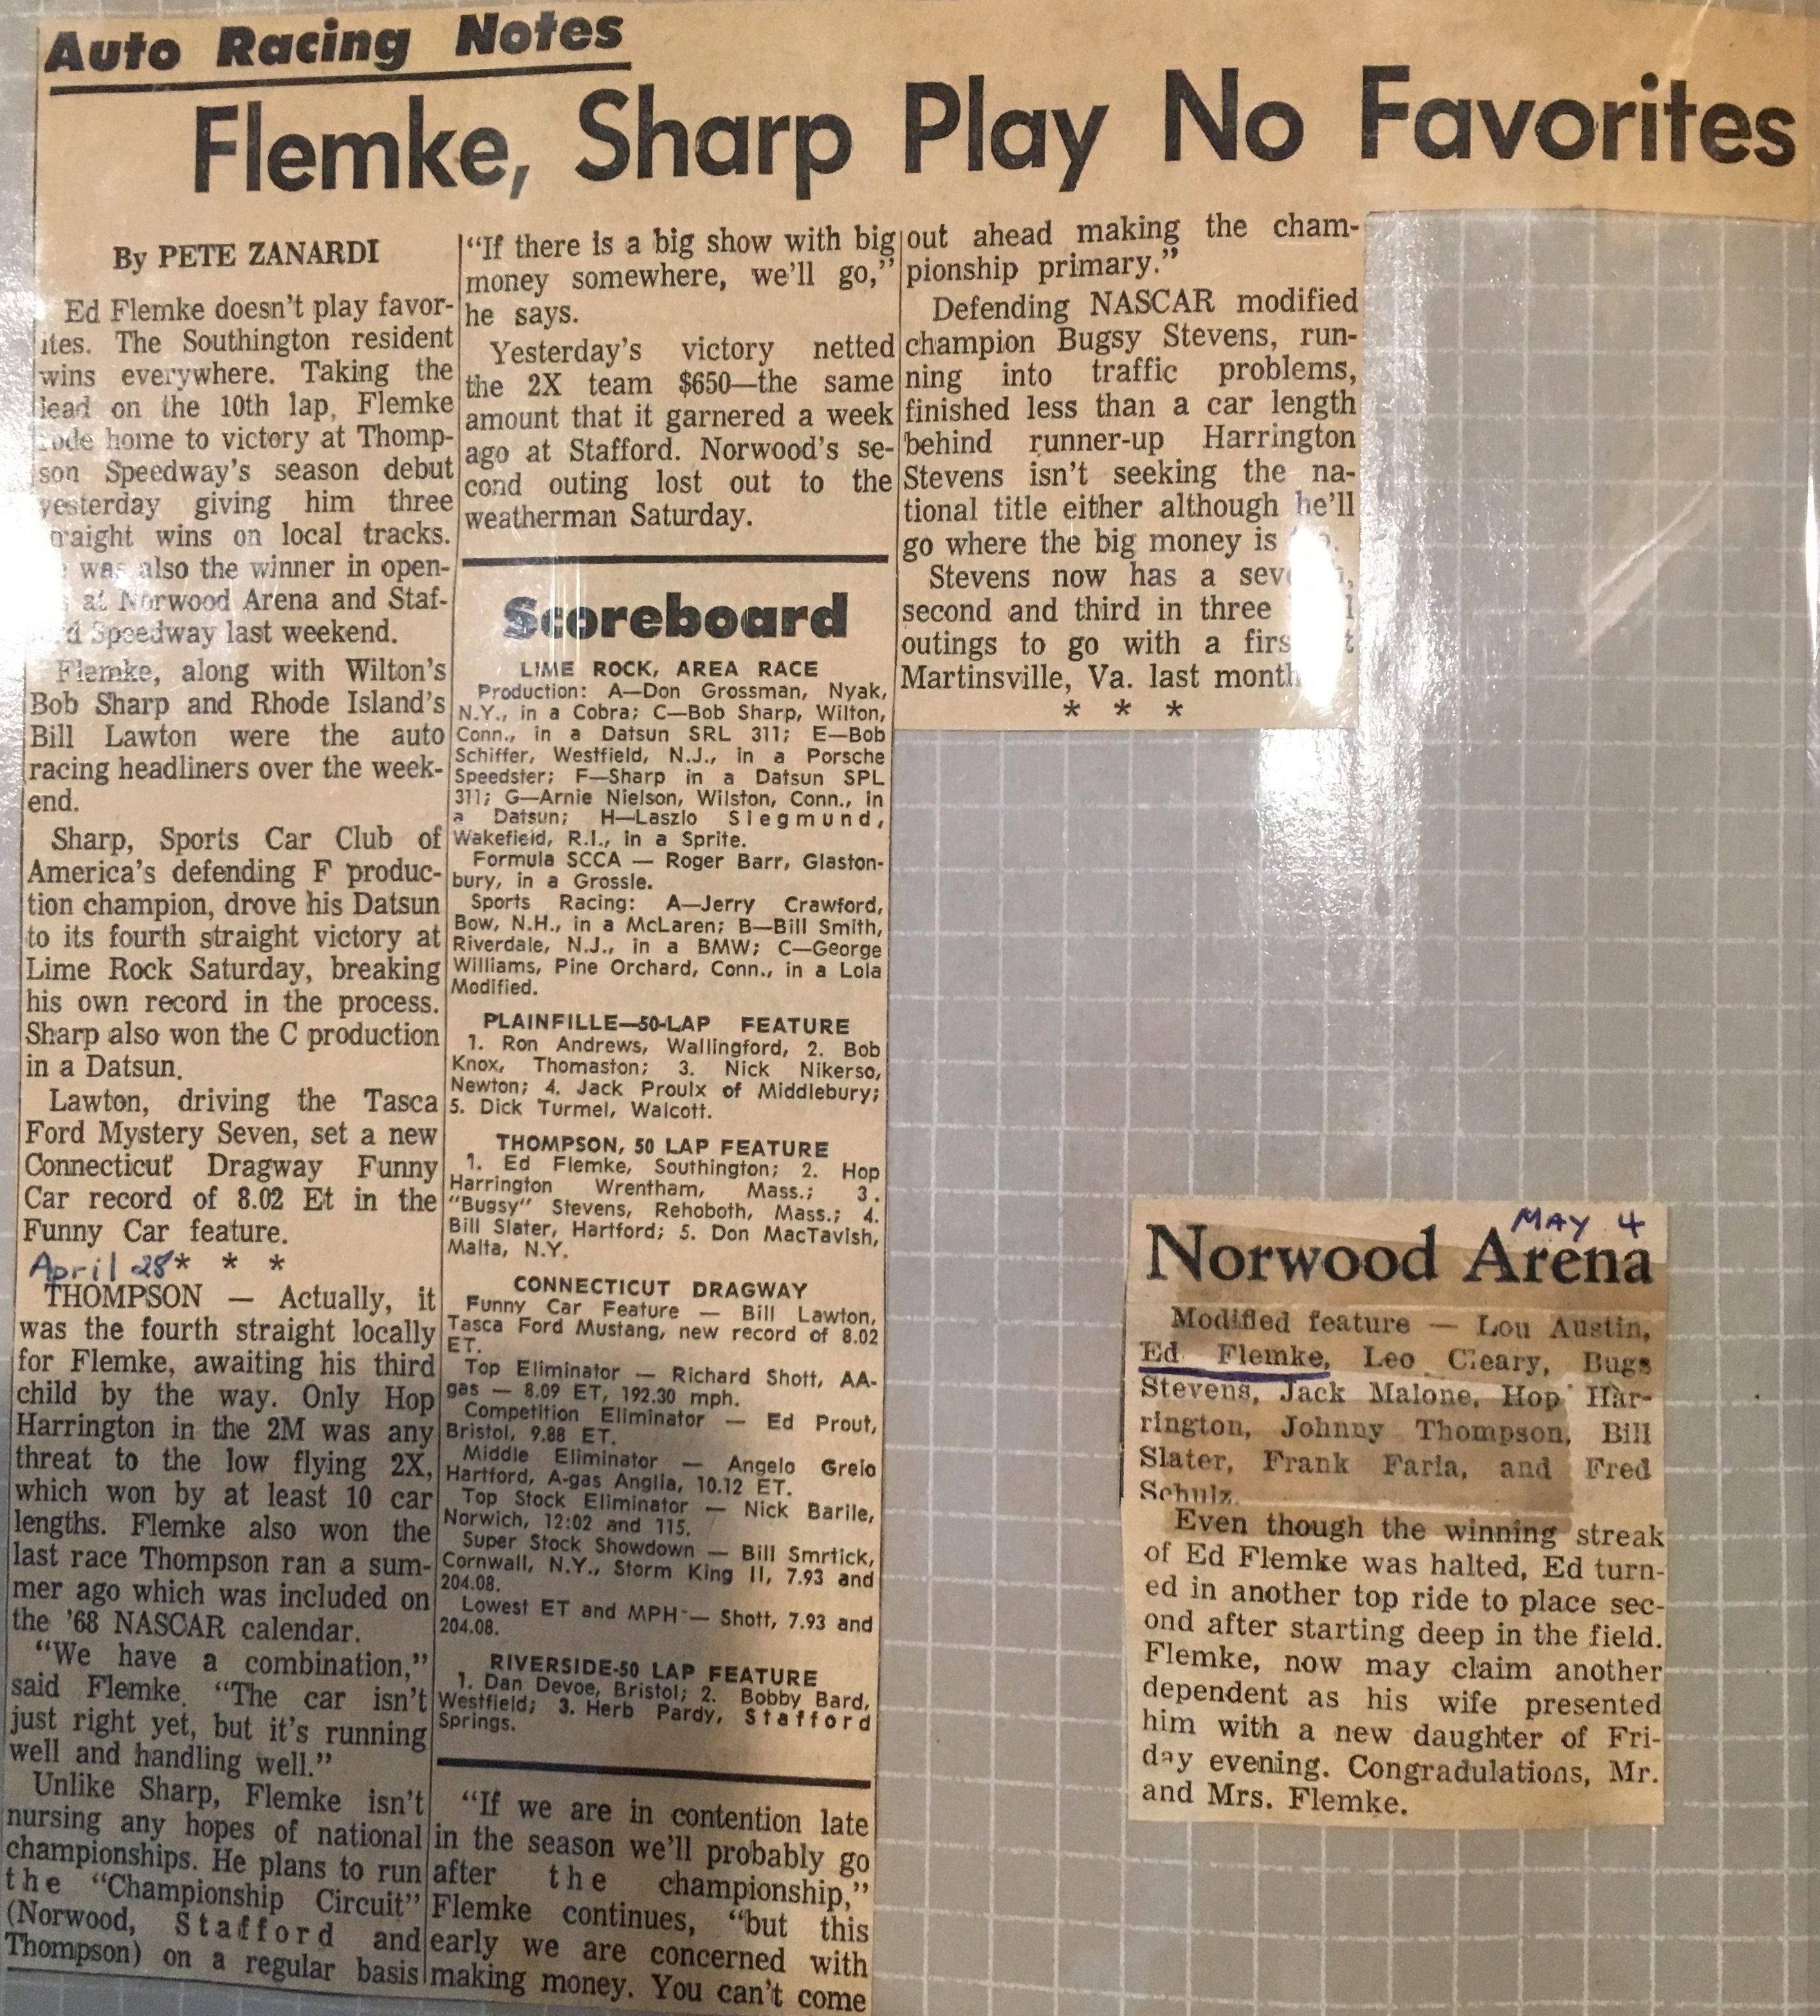 Auto Racing Notes
Flemke, Sharp Play No Favorites
By PETE ZANARDI
Ed Flemke doesn't play favor-
ites. The Southington resident
wins everywhere. Taking the
lead on the 10th lap, Flemke
rode home to victory at Thomp-
son Speedway's season debut
yesterday giving him three
raight wins on local tracks.
was also the winner in open-
at Norwood Arena and Staf-
rd Speedway last weekend.
Flemke, along with Wilton's
Bob Sharp and Rhode Island's
Bill Lawton were the auto
racing headliners over the week-
end.
Sharp, Sports Car Club of
America's defending F produc-
tion champion, drove his Datsun
to its fourth straight victory at
Lime Rock Saturday, breaking
his own record in the process.
Sharp also won the C production
in a Datsun.
Lawton, driving the Tasca
Ford Mystery Seven, set a new
Connecticut Dragway Funny
Car record of 8.02 Et in the
Funny Car feature.
April 28 * * *
THOMPSON — Actually, it
was the fourth straight locally
for Flemke, awaiting his third
child by the way. Only Hop
Harrington in the 2M was any
threat to the low flying 2X,
which won by at least 10 car
lengths. Flemke also won the
last race Thompson ran a sum-
mer ago which was included on
the '68 NASCAR calendar.
"We have a combination,"
said Flemke. "The car isn't
just right yet, but it's running
well and handling well."
Unlike Sharp, Flemke isn't
nursing any hopes of national
championships. He plans to run
the "Championship Circuit"
(Norwood, Stafford and
Thompson) on a regular basis
"If there is a big show with big
money somewhere, we'll go,"
he says.
Yesterday's victory netted
the 2X team $650—the same
amount that it garnered a week
ago at Stafford. Norwood's se-
cond outing lost out to the
weatherman Saturday.
Scoreboard
LIME ROCK, AREA RACE
Production: A—Don Grossman, Nyak,
N.Y., in a Cobra; C—Bob Sharp, Wilton,
Conn., in a Datsun SRL 311; E—Bob
Schiffer, Westfield, N.J., in a Porsche
Speedster; F—Sharp in a Datsun SPL
311; G—Arnie Nielson, Wilston, Conn., in
a Datsun; H—Laszlo Siegmund,
Wakefield, R.I., in a Sprite.
Formula SCCA — Roger Barr, Glaston-
bury, in a Grossle.
Sports Racing: A—Jerry Crawford,
Bow, N.H., in a McLaren; B—Bill Smith,
Riverdale, N.J., in a BMW; C—George
Williams, Pine Orchard, Conn., in a Lola
Modified.
PLAINFILLE—50-LAP FEATURE
1. Ron Andrews, Wallingford, 2. Bob
Knox, Thomaston; 3. Nick Nikerso,
Newton; 4. Jack Proulx of Middlebury;
5. Dick Turmel, Walcott.
THOMPSON, 50 LAP FEATURE
1. Ed Flemke, Southington; 2. Hop
Harrington Wrentham, Mass.; 3.
"Bugsy" Stevens, Rehoboth, Mass.; 4.
Bill Slater, Hartford; 5. Don MacTavish,
Malta, N.Y.
CONNECTICUT DRAGWAY
Funny Car Feature — Bill Lawton,
Tasca Ford Mustang, new record of 8.02
ET.
Top Eliminator — Richard Shott, AA-
gas — 8.09 ET, 192.30 mph.
Competition Eliminator — Ed Prout,
Bristol, 9.88 ET.
Middle Eliminator — Angelo Greio
Hartford, A-gas Anglia, 10.12 ET.
Top Stock Eliminator — Nick Barile,
Norwich, 12:02 and 115.
Super Stock Showdown — Bill Smrtick,
Cornwall, N.Y., Storm King II, 7.93 and
204.08.
Lowest ET and MPH — Shott, 7.93 and
204.08.
RIVERSIDE-50 LAP FEATURE
1. Dan Devoe, Bristol; 2. Bobby Bard,
Westfield; 3. Herb Pardy, Stafford
Springs.
"If we are in contention late
in the season we'll probably go
after the championship,"
Flemke continues, "but this
early we are concerned with
making money. You can't come
out ahead making the cham-
pionship primary."
Defending NASCAR modified
champion Bugsy Stevens, run-
ning into traffic problems,
finished less than a car length
behind runner-up Harrington
Stevens isn't seeking the na-
tional title either although he'll
go where the big money is
Stevens now has a
second and third in three
outings to go with a
Martinsville, Va. last month
* * *
MAY 4
Norwood Arena
Modified feature — Lou Austin,
Ed Flemke, Leo Cleary, Bugs
Stevens, Jack Malone, Hop Har-
rington, Johnny Thompson, Bill
Slater, Frank Faria, and Fred
Schulz.
Even though the winning streak
of Ed Flemke was halted, Ed turn-
ed in another top ride to place sec-
ond after starting deep in the field.
Flemke, now may claim another
dependent as his wife presented
him with a new daughter of Fri-
day evening. Congradulations, Mr.
and Mrs. Flemke.